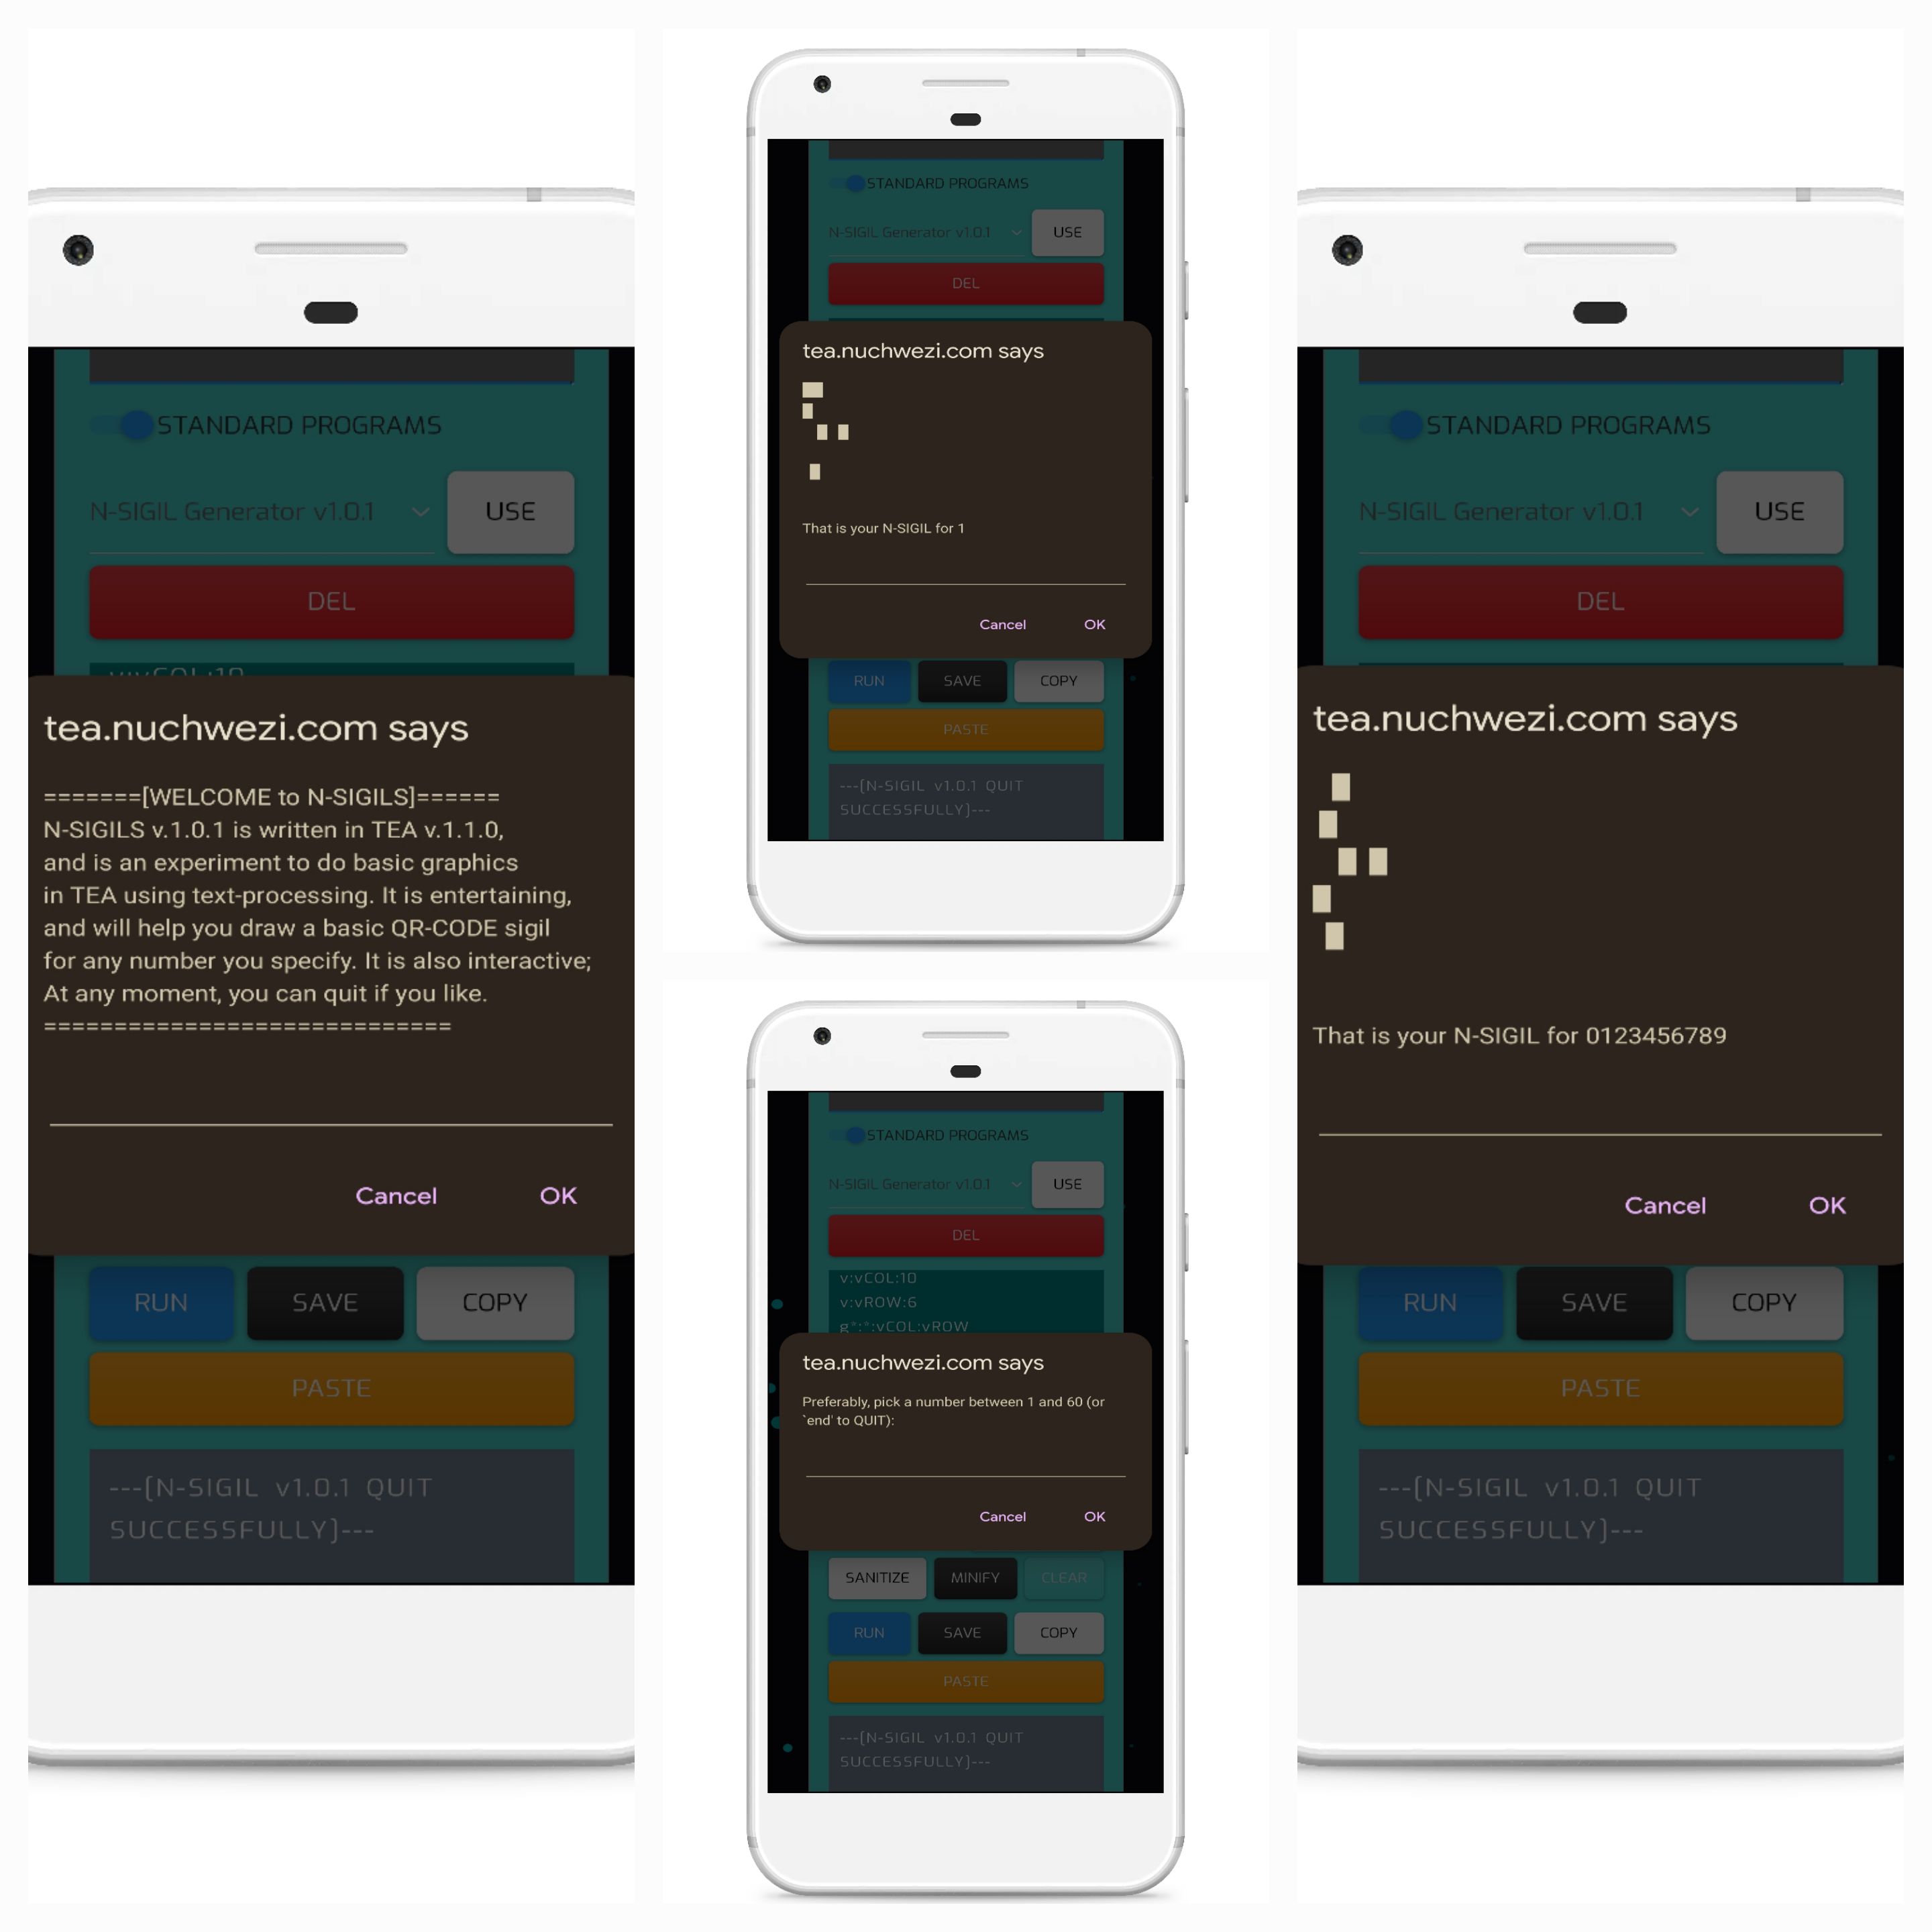 STANDARD PROGRAMS
N-SIGIL Generator v1.0.1
USE
DEL
v:vCOL:10
tea.nuchwezi.com says
=======[WELCOME to N-SIGILS]======
N-SIGILS v.1.0.1 is written in TEA v.1.1.0,
and is an experiment to do basic graphics
in TEA using text-processing. It is entertaining,
and will help you draw a basic QR-CODE sigil
for any number you specify. It is also interactive;
At any moment, you can quit if you like.
=============================
Cancel OK
RUN SAVE COPY
PASTE
---[N-SIGIL v1.0.1 QUIT
SUCCESSFULLY]---
STANDARD PROGRAMS
N-SIGIL Generator v1.0.1
USE
DEL
tea.nuchwezi.com says
That is your N-SIGIL for 1
Cancel OK
RUN SAVE COPY
PASTE
---[N-SIGIL v1.0.1 QUIT
SUCCESSFULLY]---
STANDARD PROGRAMS
N-SIGIL Generator v1.0.1
USE
DEL
v:vCOL:10
v:vROW:6
g*:*:vCOL:vROW
tea.nuchwezi.com says
Preferably, pick a number between 1 and 60 (or
`end' to QUIT):
Cancel OK
SANITIZE MINIFY CLEAR
RUN SAVE COPY
PASTE
---[N-SIGIL v1.0.1 QUIT
SUCCESSFULLY]---
STANDARD PROGRAMS
N-SIGIL Generator v1.0.1
USE
DEL
tea.nuchwezi.com says
That is your N-SIGIL for 0123456789
Cancel OK
RUN SAVE COPY
PASTE
---[N-SIGIL v1.0.1 QUIT
SUCCESSFULLY]---